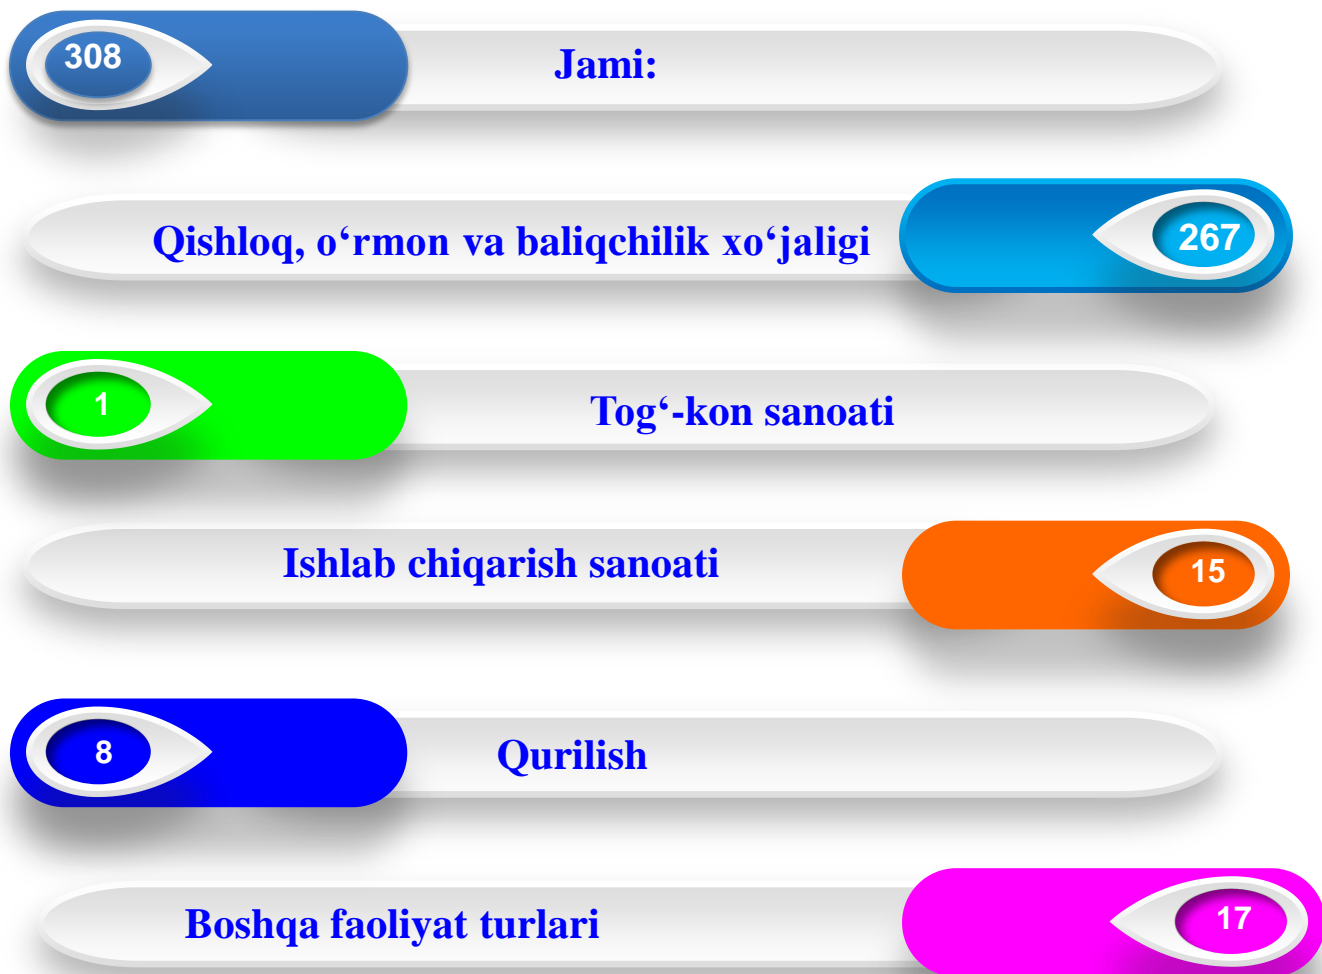 308 Jami:
Qishloq, o‘rmon va baliqchilik xo‘jaligi 267
1 Tog‘-kon sanoati
Ishlab chiqarish sanoati 15
8 Qurilish
Boshqa faoliyat turlari 17